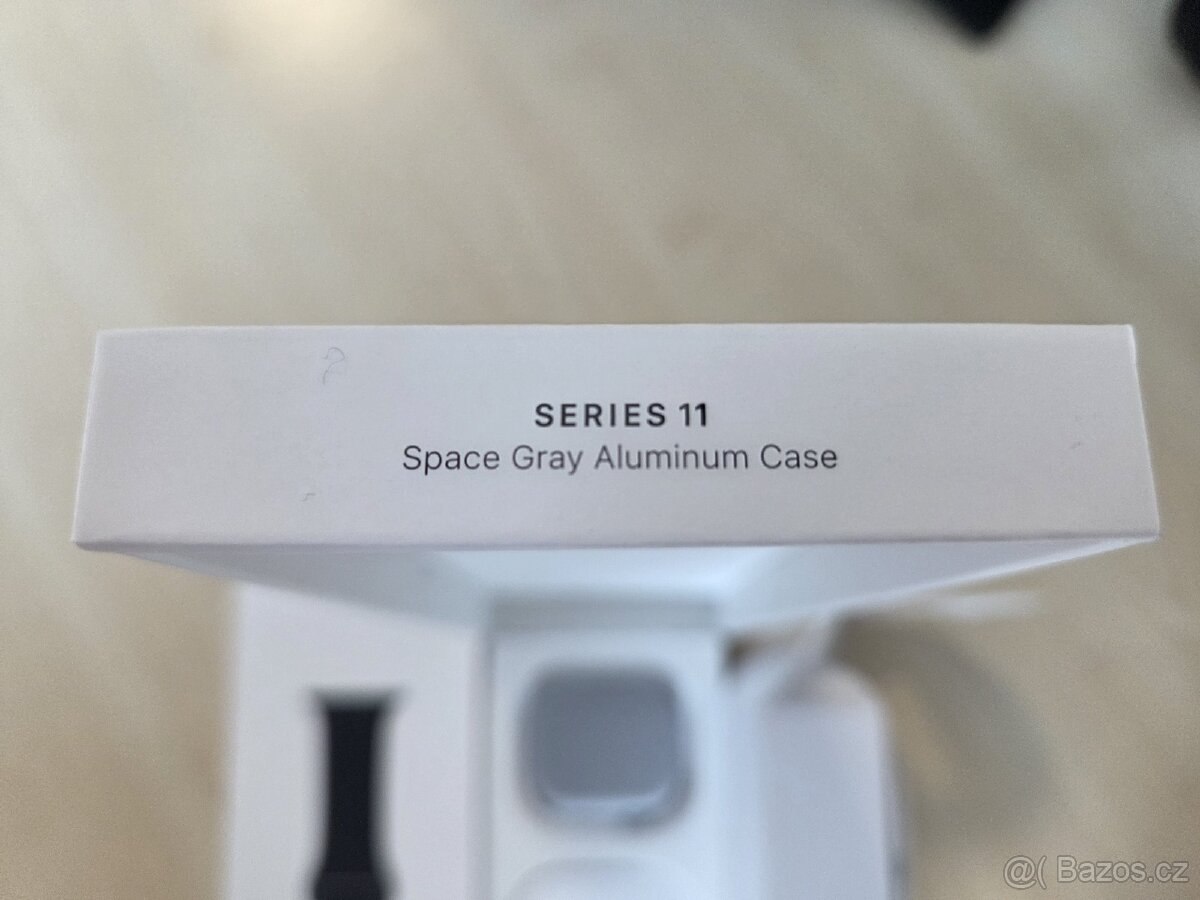 SERIES 11
Space Gray Aluminum Case
@( Bazos.cz